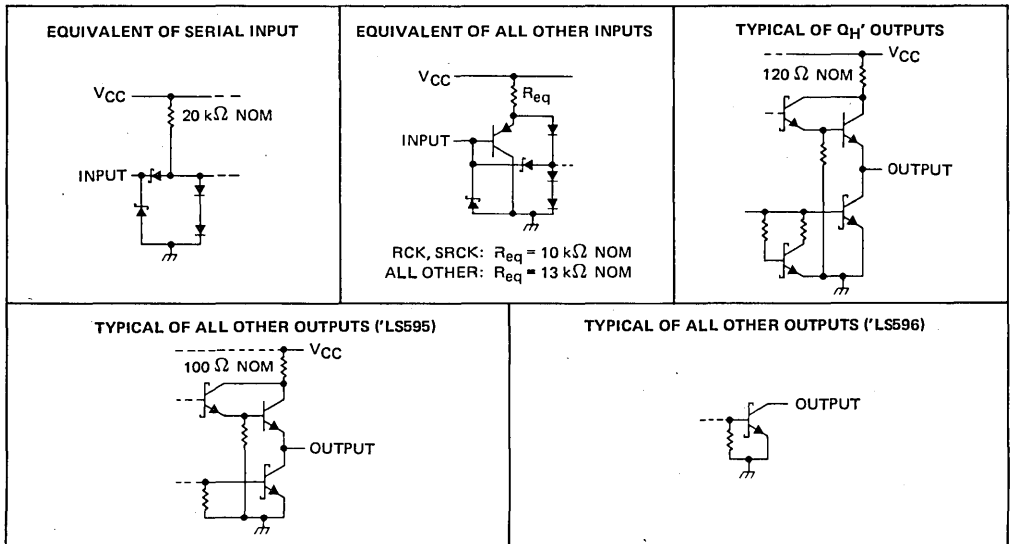 EQUIVALENT OF SERIAL INPUT
VCC
20 kΩ NOM
INPUT
EQUIVALENT OF ALL OTHER INPUTS
VCC
Req
INPUT
RCK, SRCK: Req = 10 kΩ NOM
ALL OTHER: Req = 13 kΩ NOM
TYPICAL OF QH' OUTPUTS
VCC
120 Ω NOM
OUTPUT
TYPICAL OF ALL OTHER OUTPUTS ('LS595)
VCC
100 Ω NOM
OUTPUT
TYPICAL OF ALL OTHER OUTPUTS ('LS596)
OUTPUT